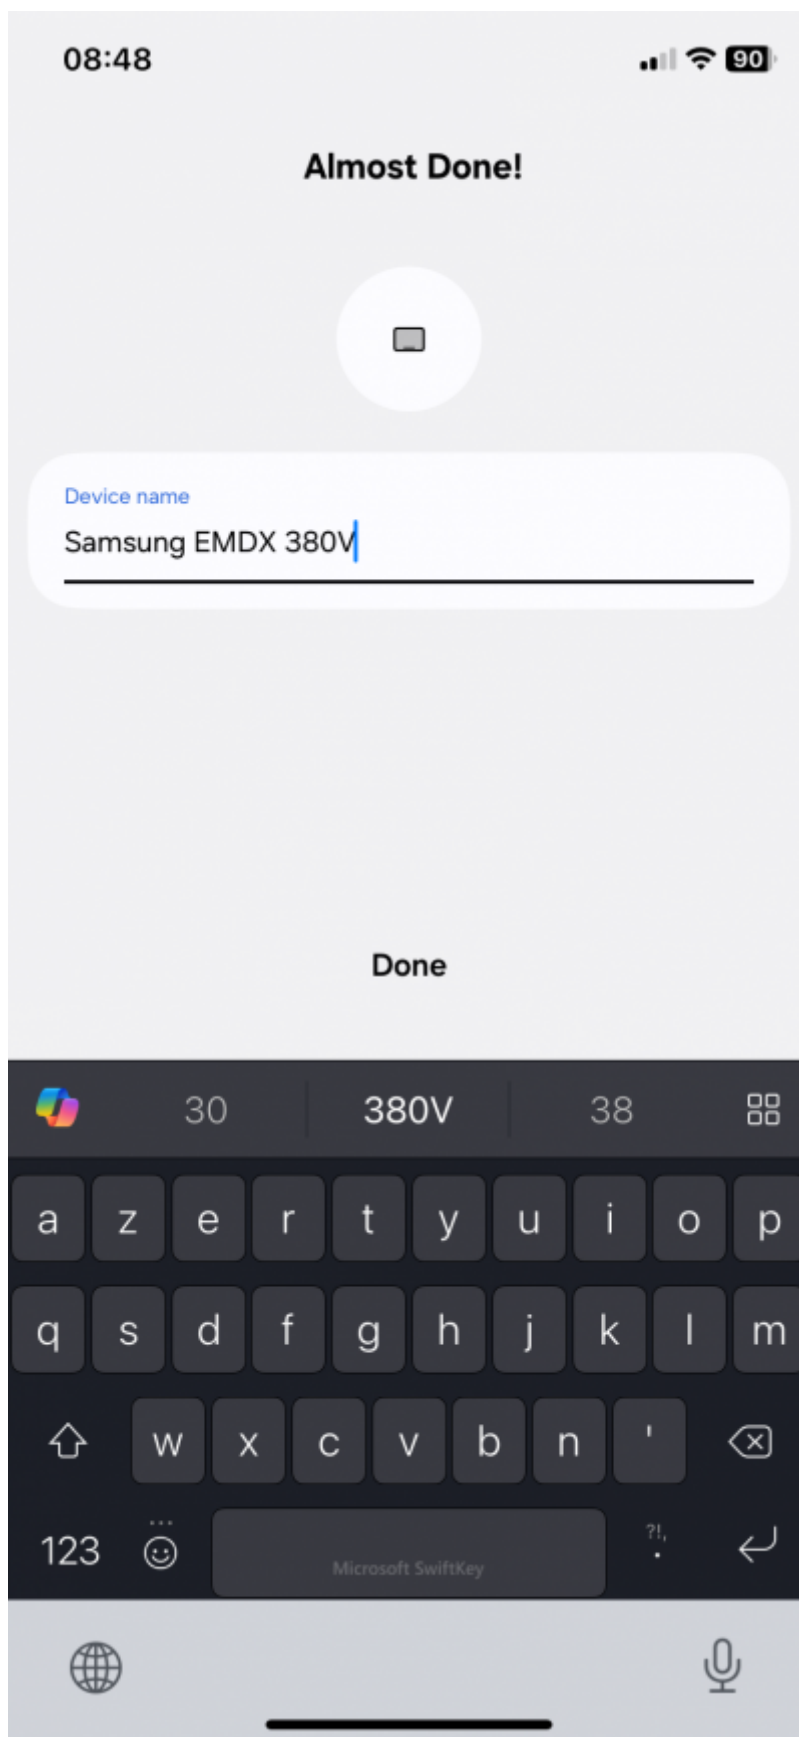 08:48
90
Almost Done!
Device name
Samsung EMDX 380V
Done
30 380V 38
a z e r t y u i o p
q s d f g h j k l m
w x c v b n '
123 ?!, .
Microsoft SwiftKey